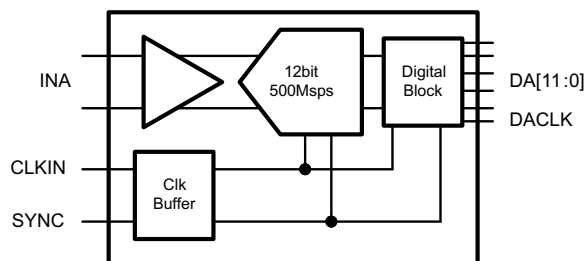 INA
12bit
500Msps
Digital
Block
DA[11:0]
DACLK
CLKIN
SYNC
Clk
Buffer